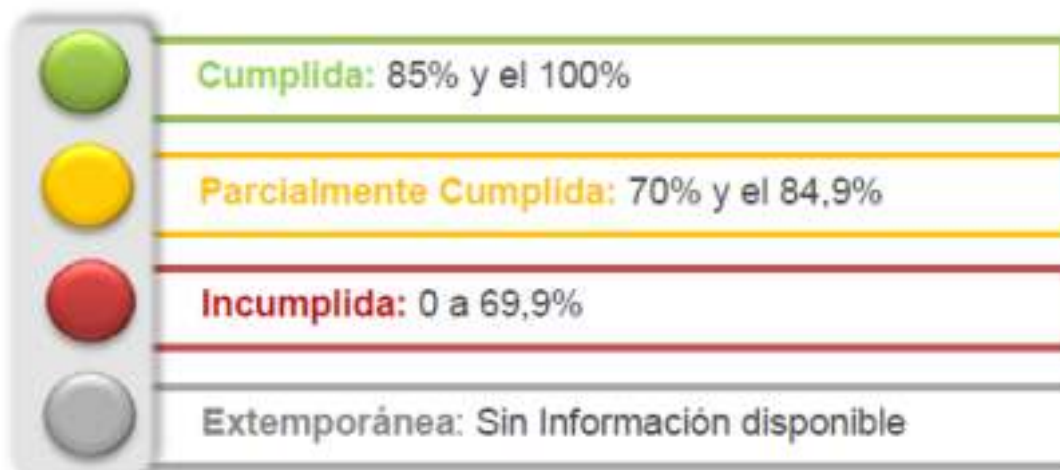 Cumplida: 85% y el 100%
Parcialmente Cumplida: 70% y el 84,9%
Incumplida: 0 a 69,9%
Extemporánea: Sin Información disponible